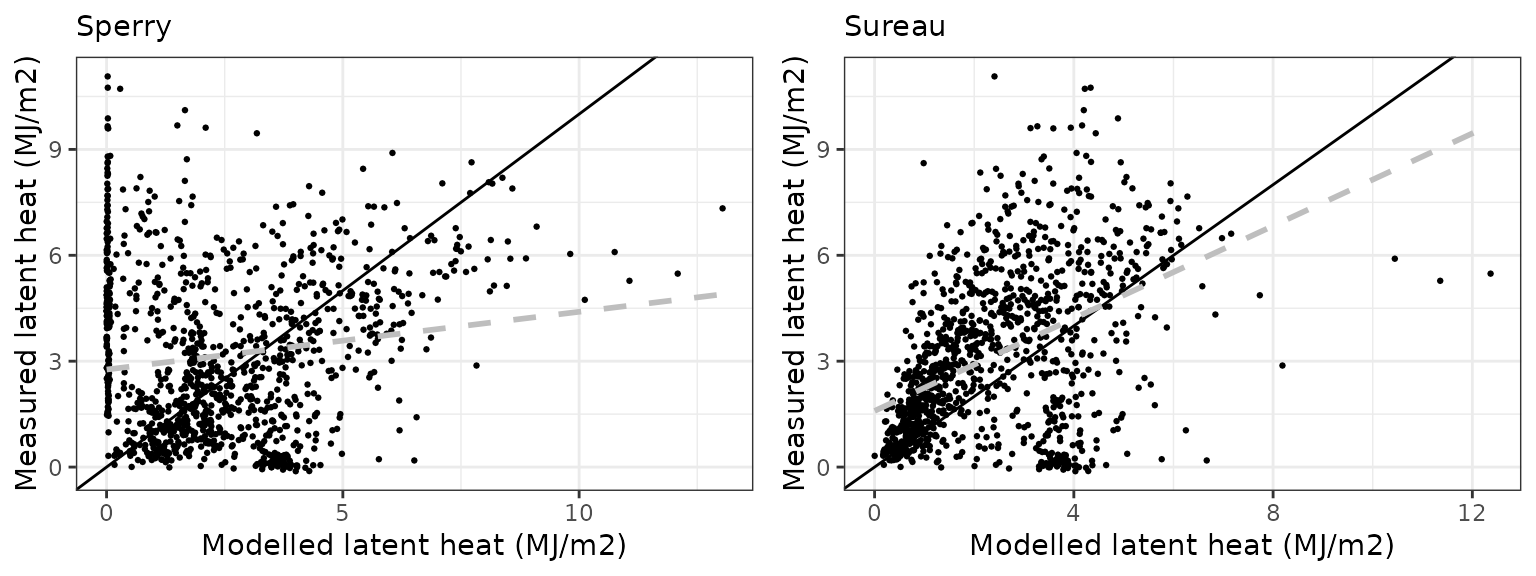 Sperry
Measured latent heat (MJ/m2)
9
6
3
0
0
5
10
Modelled latent heat (MJ/m2)
Sureau
Measured latent heat (MJ/m2)
9
6
3
0
0
4
8
12
Modelled latent heat (MJ/m2)